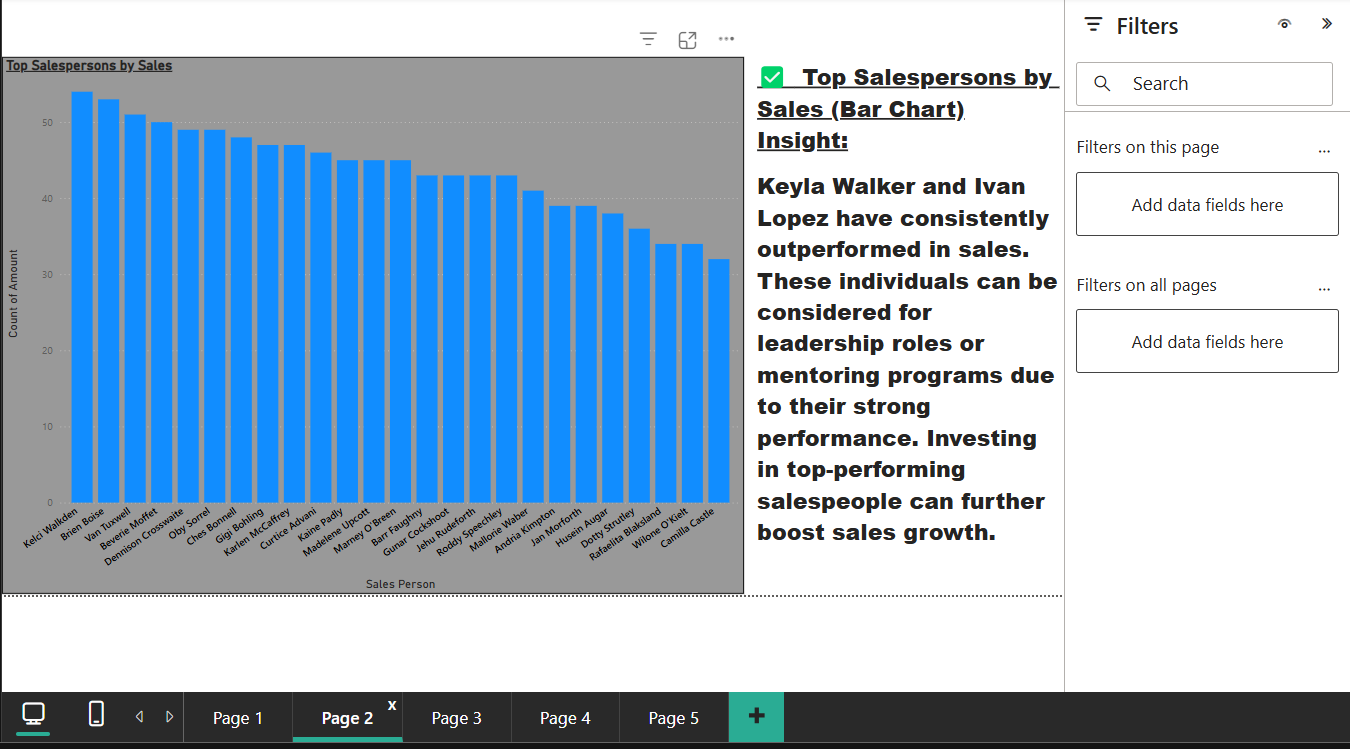 Top Salespersons by Sales
Count of Amount
50
40
30
20
10
0
Kelci Walkden
Brien Boise
Van Tuxwell
Beverie Moffet
Dennison Crosswaite
Oby Sorrel
Ches Bonnell
Gigi Bohling
Karlen McCaffrey
Curtice Advani
Kaine Padly
Madelene Upcott
Marney O'Breen
Barr Faughny
Gunar Cockshoot
Jehu Rudeforth
Roddy Speechley
Mallorie Waber
Andria Kimpton
Jan Morforth
Husein Augar
Dotty Strutley
Rafaelita Blaksland
Wilone O'Kielt
Camilla Castle
Sales Person
✅ Top Salespersons by
Sales (Bar Chart)
Insight:
Keyla Walker and Ivan
Lopez have consistently
outperformed in sales.
These individuals can be
considered for
leadership roles or
mentoring programs due
to their strong
performance. Investing
in top-performing
salespeople can further
boost sales growth.
Filters
Search
Filters on this page
...
Add data fields here
Filters on all pages
...
Add data fields here
Page 1
Page 2
x
Page 3
Page 4
Page 5
+